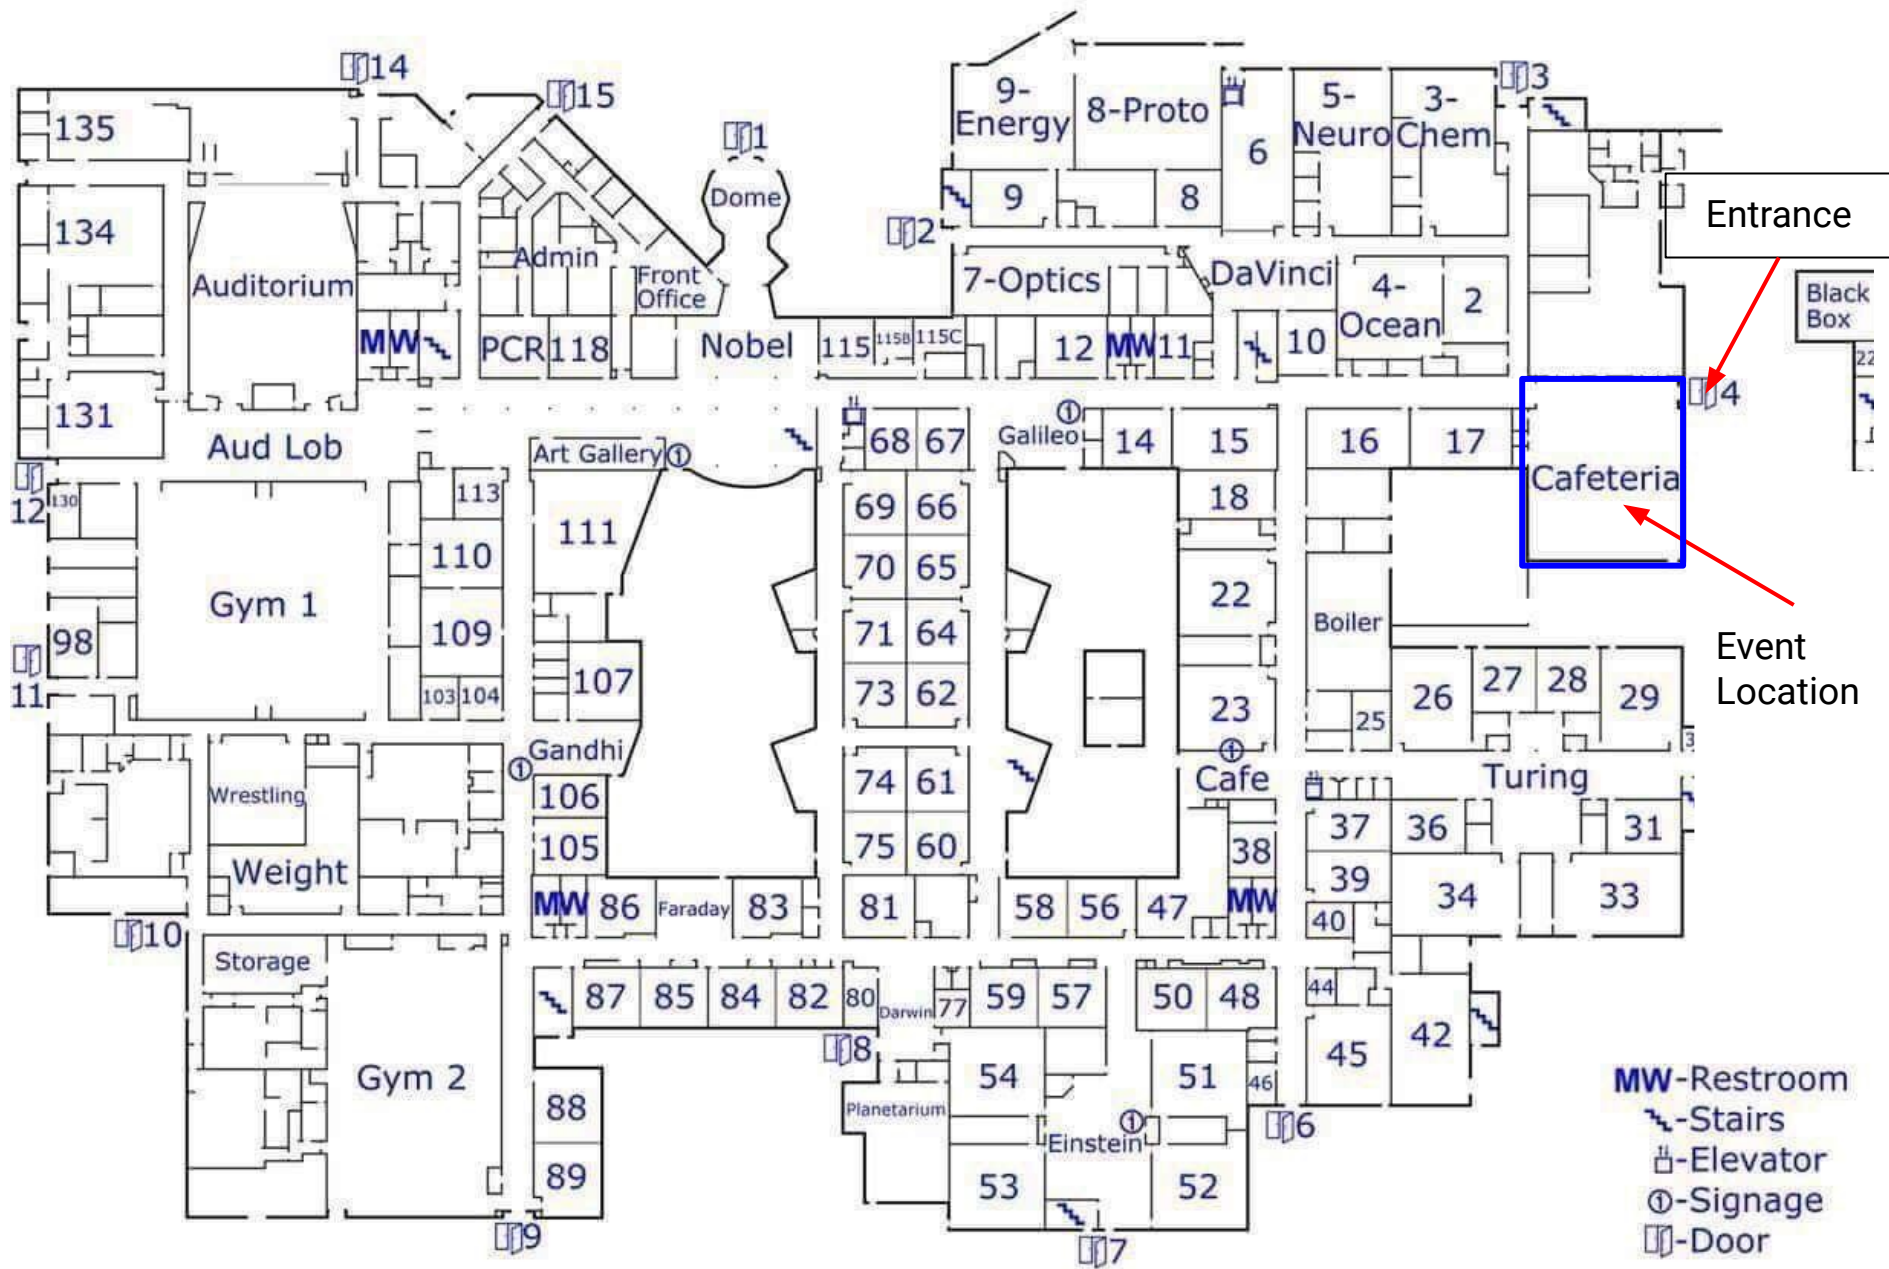 14
15
1
3
135
9-
Energy
8-Proto
5-
Neuro
3-
Chem
6
Dome
9
8
2
Entrance
134
Auditorium
Admin
Front
Office
7-Optics
DaVinci
4-
Ocean
2
Black
Box
MW
PCR
118
Nobel
115
115B
115C
12
MW
11
10
22
4
131
Aud Lob
Art Gallery
1
68
67
Galileo
1
14
15
16
17
Cafeteria
12
130
113
111
69
66
18
110
70
65
Gym 1
22
109
71
64
Boiler
98
11
103
104
107
73
62
23
26
27
28
29
Event
Location
25
Gandhi
1
1
Cafe
Turing
3
Wrestling
106
74
61
37
36
31
Weight
105
75
60
38
39
34
33
MW
86
Faraday
83
81
58
56
47
MW
40
10
Storage
87
85
84
82
80
Darwin
77
59
57
50
48
44
42
8
Gym 2
54
51
45
46
88
Planetarium
1
Einstein
6
89
53
52
9
7
MW-Restroom
-Stairs
-Elevator
1-Signage
-Door